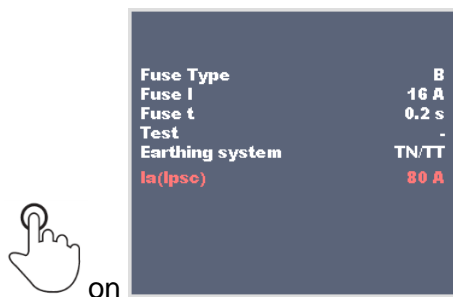 Fuse Type B
Fuse I 16 A
Fuse t 0.2 s
Test -
Earthing system TN/TT
Ia(Ipsc) 80 A
on